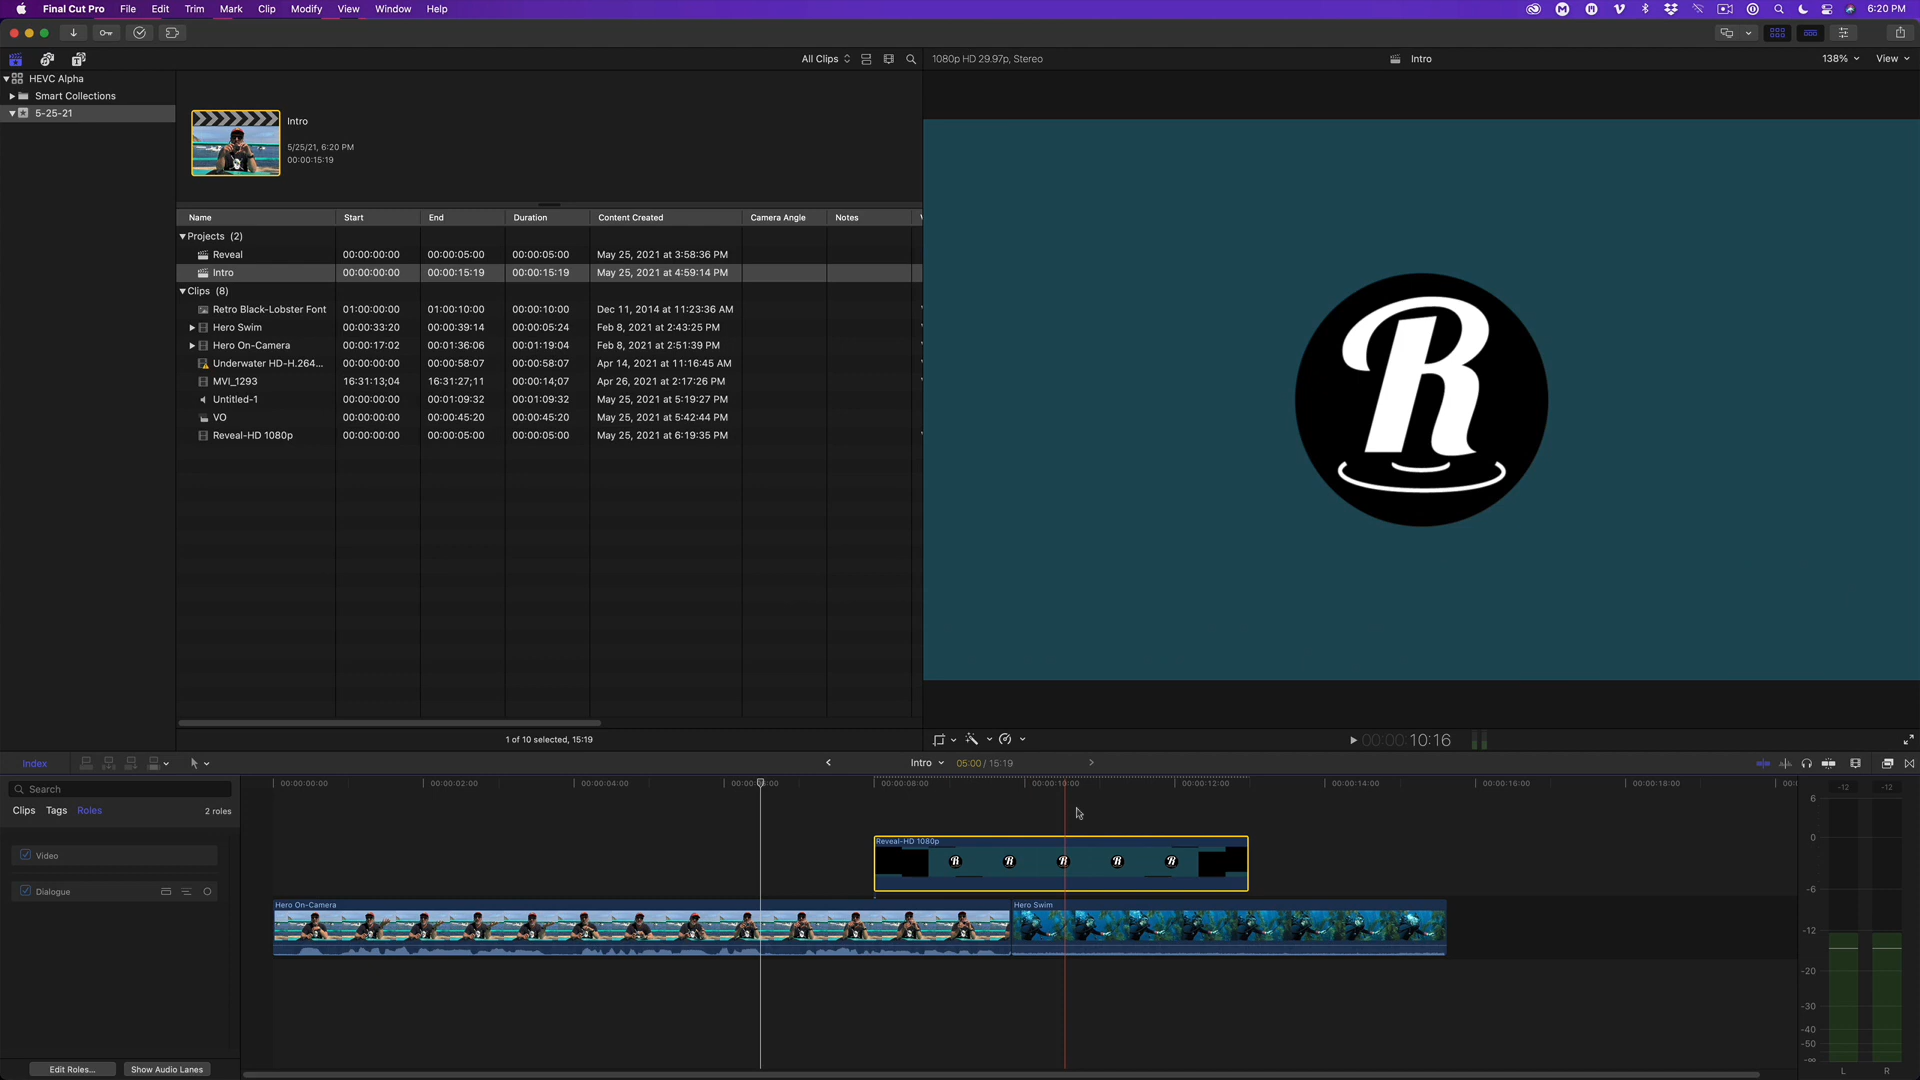 Final Cut Pro File Edit Trim Mark Clip Modify View Window Help 6:20 PM
All Clips 1080p HD 29.97p, Stereo Intro 138% View
HEVC Alpha
Smart Collections
5-25-21
Intro
5/25/21, 6:20 PM
00:00:15:19
Name Start End Duration Content Created Camera Angle Notes
Projects (2)
Reveal 00:00:00:00 00:00:05:00 00:00:05:00 May 25, 2021 at 3:58:36 PM
Intro 00:00:00:00 00:00:15:19 00:00:15:19 May 25, 2021 at 4:59:14 PM
Clips (8)
Retro Black-Lobster Font 01:00:00:00 01:00:10:00 00:00:10:00 Dec 11, 2014 at 11:23:36 AM
Hero Swim 00:00:33:20 00:00:39:14 00:00:05:24 Feb 8, 2021 at 2:43:25 PM
Hero On-Camera 00:00:17:02 00:01:36:06 00:01:19:04 Feb 8, 2021 at 2:51:39 PM
Underwater HD-H.264... 00:00:00:00 00:00:58:07 00:00:58:07 Apr 14, 2021 at 11:16:45 AM
MVI_1293 16:31:13;04 16:31:27;11 00:00:14;07 Apr 26, 2021 at 2:17:26 PM
Untitled-1 00:00:00:00 00:01:09:32 00:01:09:32 May 25, 2021 at 5:19:27 PM
VO 00:00:00:00 00:00:45:20 00:00:45:20 May 25, 2021 at 5:42:44 PM
Reveal-HD 1080p 00:00:00:00 00:00:05:00 00:00:05:00 May 25, 2021 at 6:19:35 PM
R
1 of 10 selected, 15:19
00:00:10:16
Index Intro 05:00 / 15:19
00:00:00:00 00:00:02:00 00:00:04:00 00:00:08:00 00:00:10:00 00:00:12:00 00:00:14:00 00:00:16:00 00:00:18:00
Search
Clips Tags Roles 2 roles
Video
Dialogue
Reveal-HD 1080p
R R R R R
Hero On-Camera Hero Swim
-12 -12
6
0
-6
-12
-20
-30
-40
-50
-∞
L R
Edit Roles... Show Audio Lanes